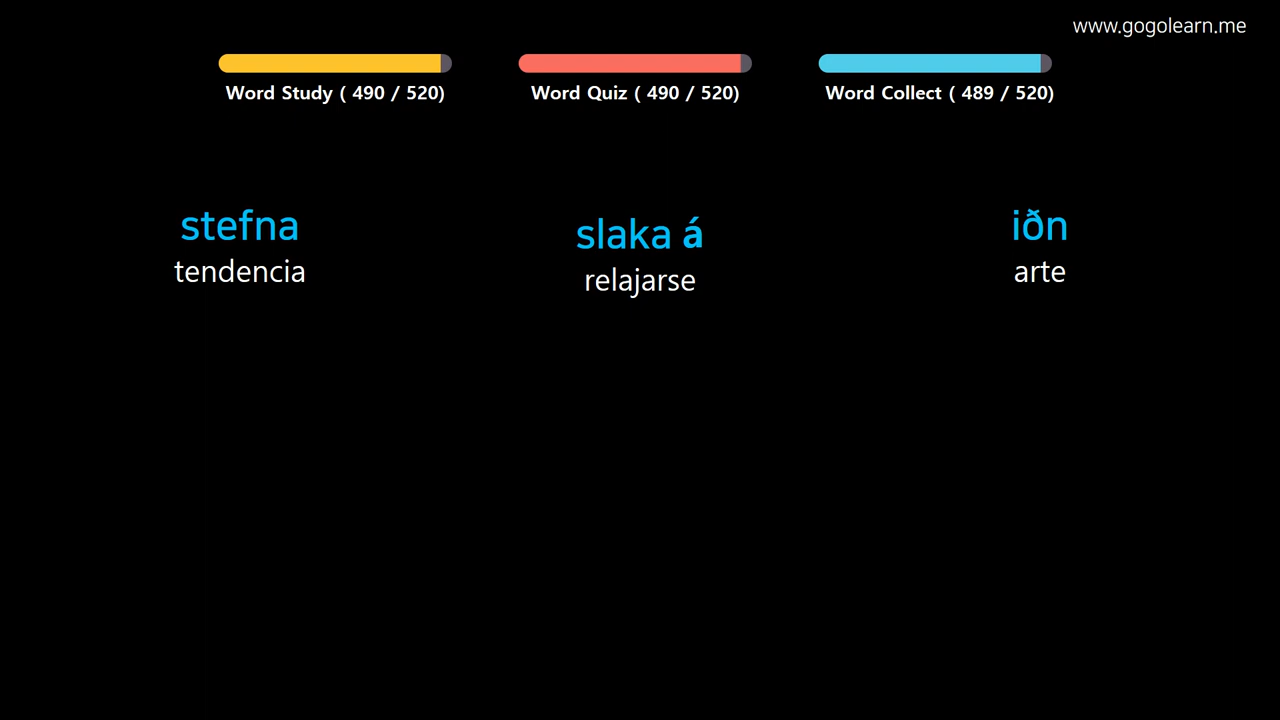 www.gogolearn.me
Word Study ( 490 / 520)
Word Quiz ( 490 / 520)
Word Collect ( 489 / 520)
stefna
tendencia
slaka á
relajarse
iðn
arte